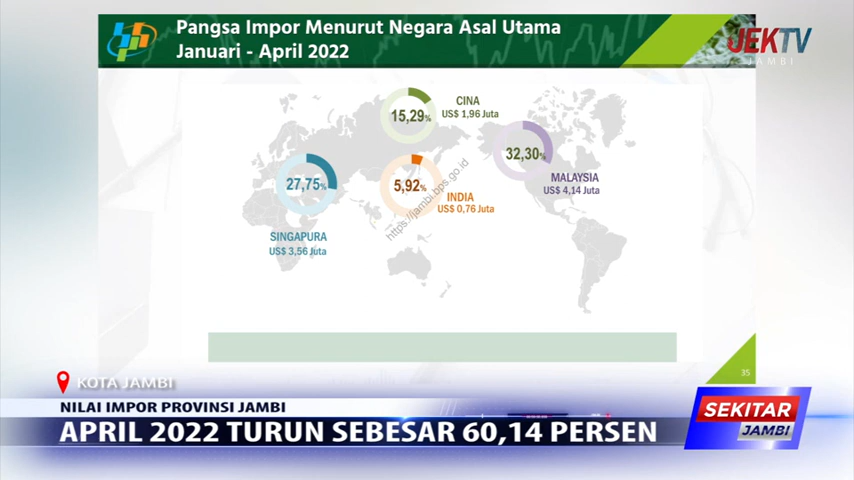 Pangsa Impor Menurut Negara Asal Utama
Januari - April 2022
JEKTV
JAMBI
15,29%
CINA
US$ 1,96 Juta
32,30%
MALAYSIA
US$ 4,14 Juta
27,75%
SINGAPURA
US$ 3,56 Juta
5,92%
INDIA
US$ 0,76 Juta
https://jambi.bps.go.id
35
KOTA JAMBI
NILAI IMPOR PROVINSI JAMBI
APRIL 2022 TURUN SEBESAR 60,14 PERSEN
SEKITAR
JAMBI